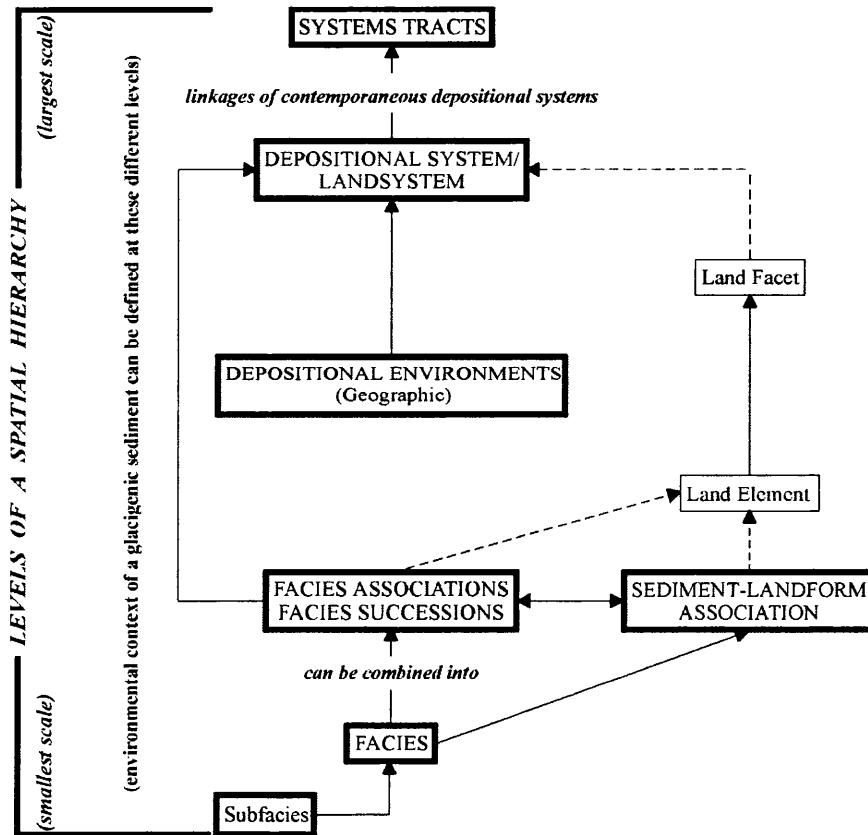 SYSTEMS TRACTS
linkages of contemporaneous depositional systems
DEPOSITIONAL SYSTEM/
LANDSYSTEM
Land Facet
DEPOSITIONAL ENVIRONMENTS
(Geographic)
Land Element
FACIES ASSOCIATIONS
FACIES SUCCESSIONS
SEDIMENT-LANDFORM
ASSOCIATION
can be combined into
FACIES
Subfacies
LEVELS OF A SPATIAL HIERARCHY
(largest scale)
(smallest scale)
(environmental context of a glacigenic sediment can be defined at these different levels)